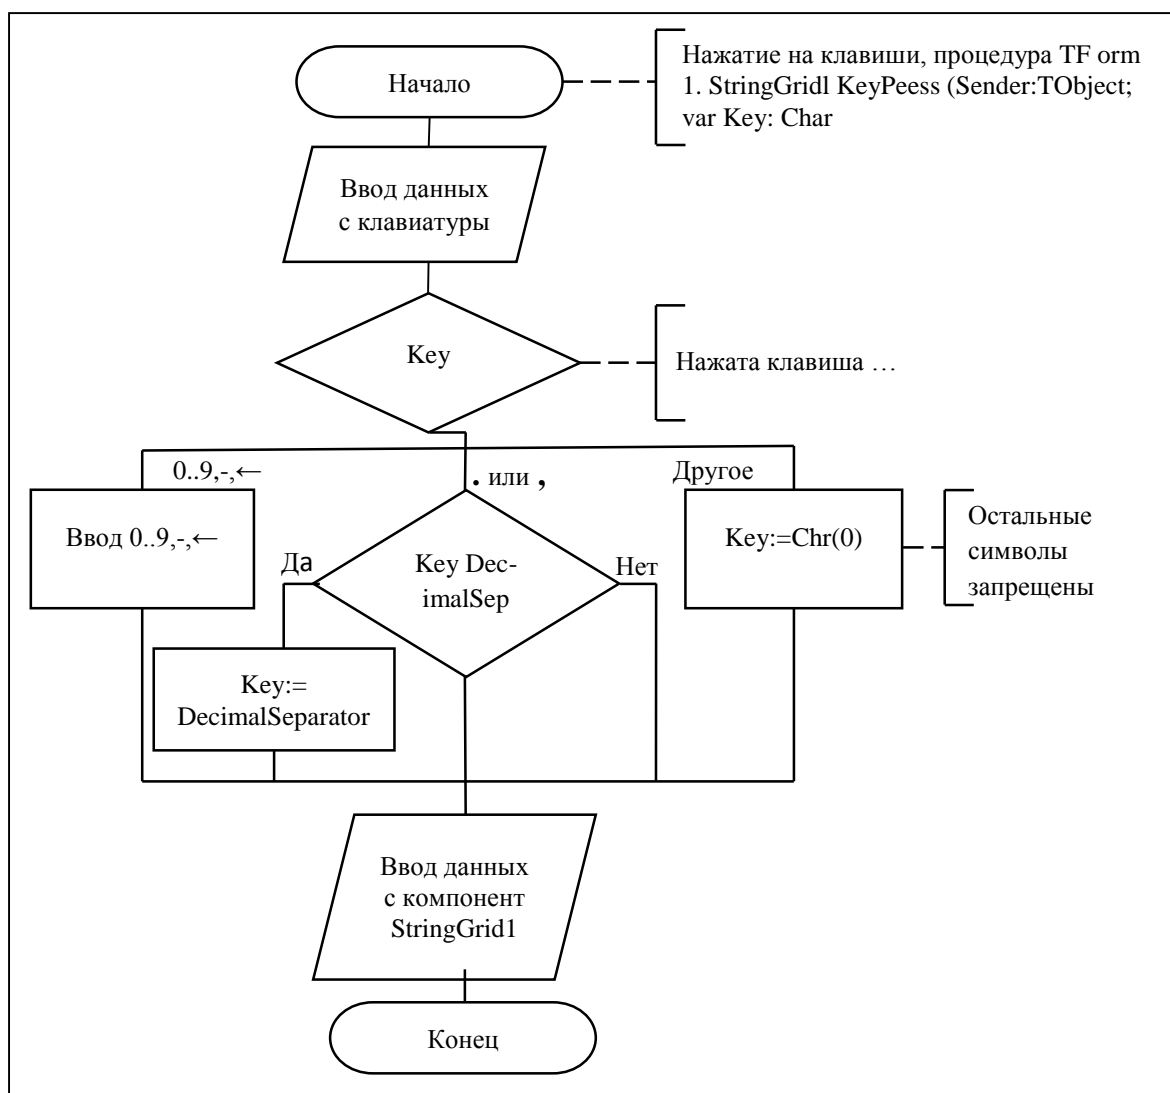 Начало
Нажатие на клавиши, процедура TF orm
1. StringGridl KeyPeess (Sender:TObject;
var Key: Char
Ввод данных
с клавиатуры
Key
Нажата клавиша …
0..9,-,←
. или ,
Другое
Ввод 0..9,-,←
Key:=Chr(0)
Остальные
символы
запрещены
Да
Key Dec-
imalSep
Нет
Key:=
DecimalSeparator
Ввод данных
с компонент
StringGrid1
Конец